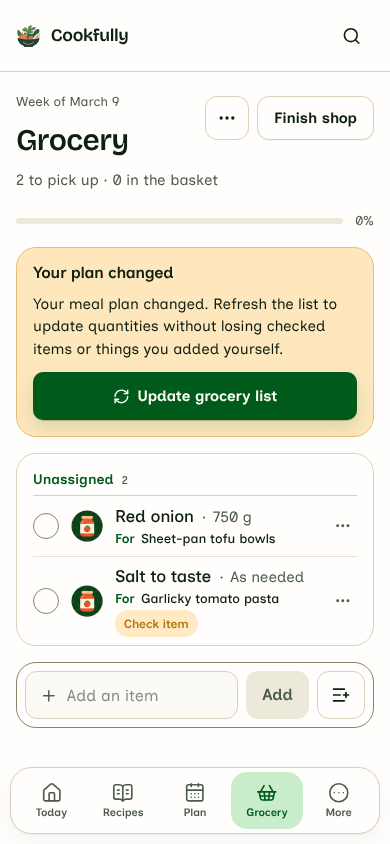 Cookfully
Week of March 9
Finish shop
Grocery
2 to pick up · 0 in the basket
0%
Your plan changed
Your meal plan changed. Refresh the list to
update quantities without losing checked
items or things you added yourself.
Update grocery list
Unassigned 2
Red onion · 750 g
For Sheet-pan tofu bowls
Salt to taste · As needed
For Garlicky tomato pasta
Check item
Add an item
Add
Today
Recipes
Plan
Grocery
More